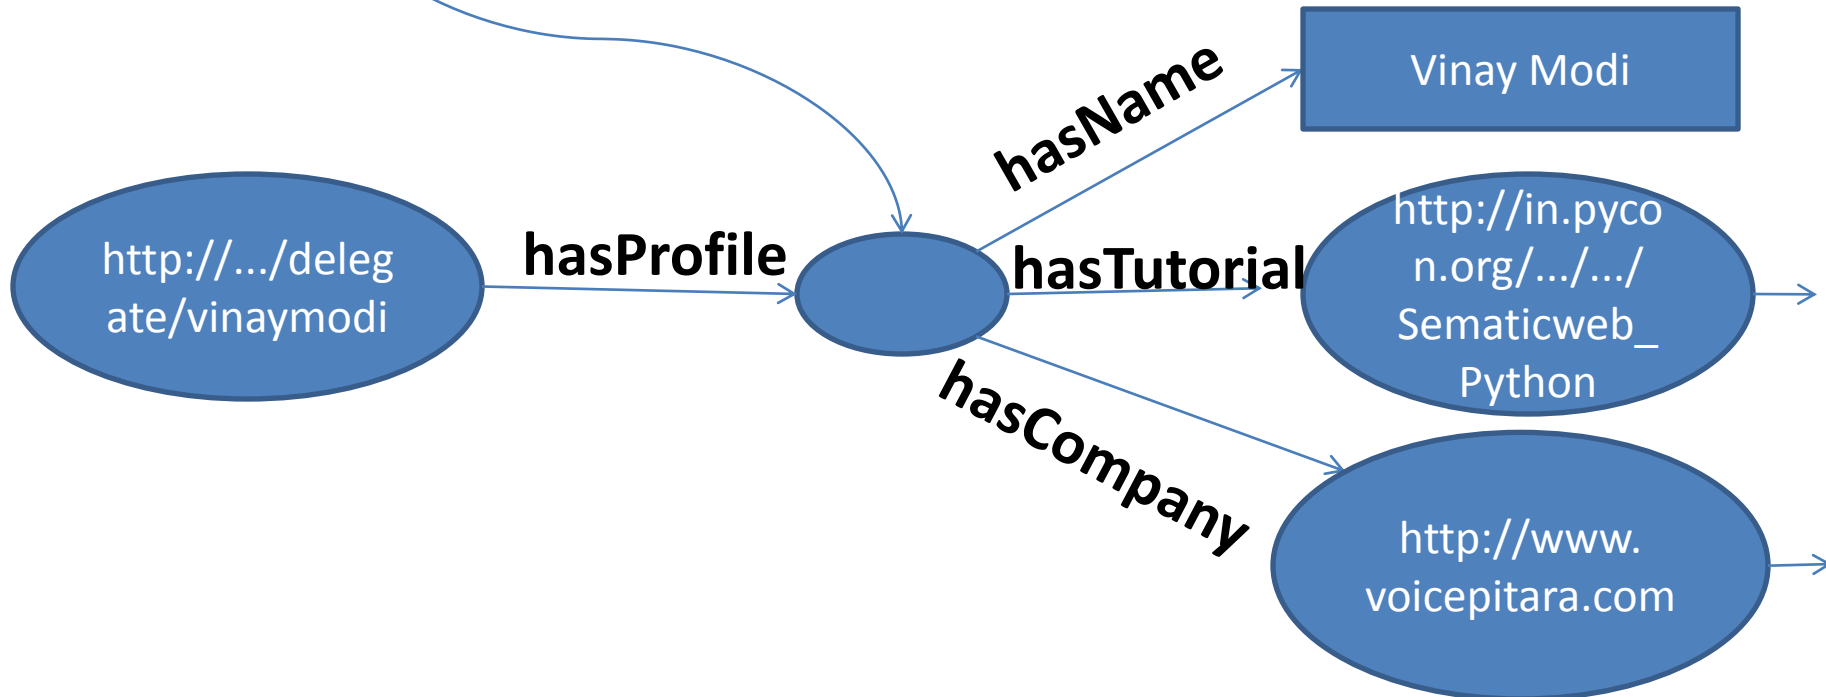 Vinay Modi
hasName
http://.../deleg
ate/vinaymodi
hasProfile
hasTutorial
http://in.pyco
n.org/.../.../
Sematicweb_
Python
hasCompany
http://www.
voicepitara.com